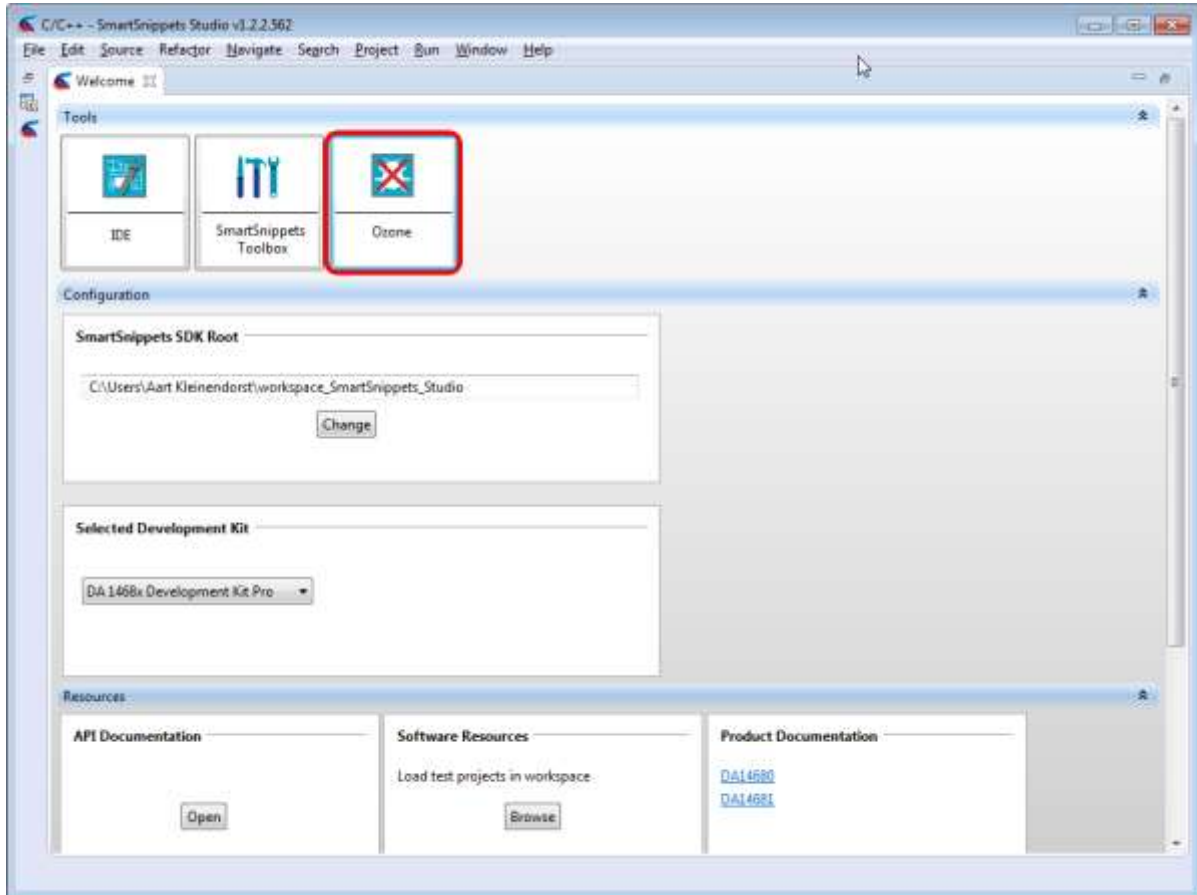 C/C++ - SmartSnippets Studio v1.2.2.562
File Edit Source Refactor Navigate Search Project Run Window Help
Welcome
Tools
IDE
SmartSnippets
Toolbox
Ozone
Configuration
SmartSnippets SDK Root
C:\Users\Aart Kleinendorst\workspace_SmartSnippets_Studio
Change
Selected Development Kit
DA 1468x Development Kit Pro
Resources
API Documentation
Open
Software Resources
Load test projects in workspace
Browse
Product Documentation
DA14680
DA14681